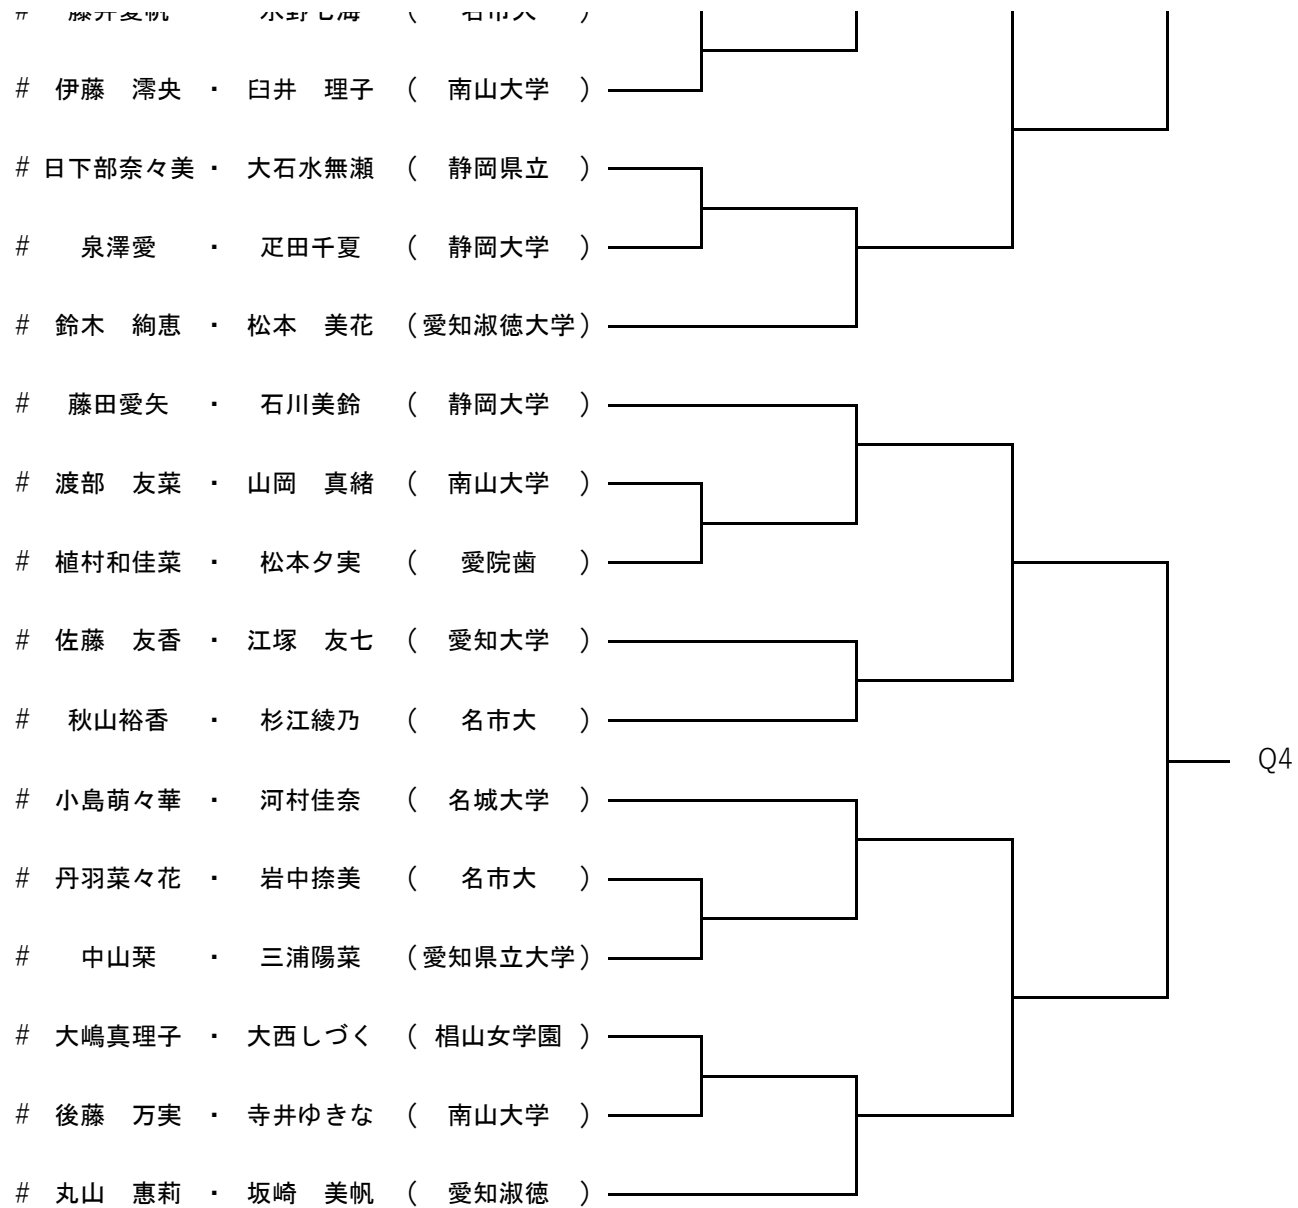 # 伊藤　澪央 ・ 臼井　理子 ( 南山大学 )
# 日下部奈々美 ・ 大石水無瀬 ( 静岡県立 )
# 泉澤愛 ・ 疋田千夏 ( 静岡大学 )
# 鈴木　絢恵 ・ 松本　美花 ( 愛知淑徳大学 )
# 藤田愛矢 ・ 石川美鈴 ( 静岡大学 )
# 渡部　友菜 ・ 山岡　真緒 ( 南山大学 )
# 植村和佳菜 ・ 松本夕実 ( 愛院歯 )
# 佐藤　友香 ・ 江塚　友七 ( 愛知大学 )
# 秋山裕香 ・ 杉江綾乃 ( 名市大 )
Q4
# 小島萌々華 ・ 河村佳奈 ( 名城大学 )
# 丹羽菜々花 ・ 岩中捺美 ( 名市大 )
# 中山栞 ・ 三浦陽菜 ( 愛知県立大学 )
# 大嶋真理子 ・ 大西しづく ( 椙山女学園 )
# 後藤　万実 ・ 寺井ゆきな ( 南山大学 )
# 丸山　惠莉 ・ 坂崎　美帆 ( 愛知淑徳 )